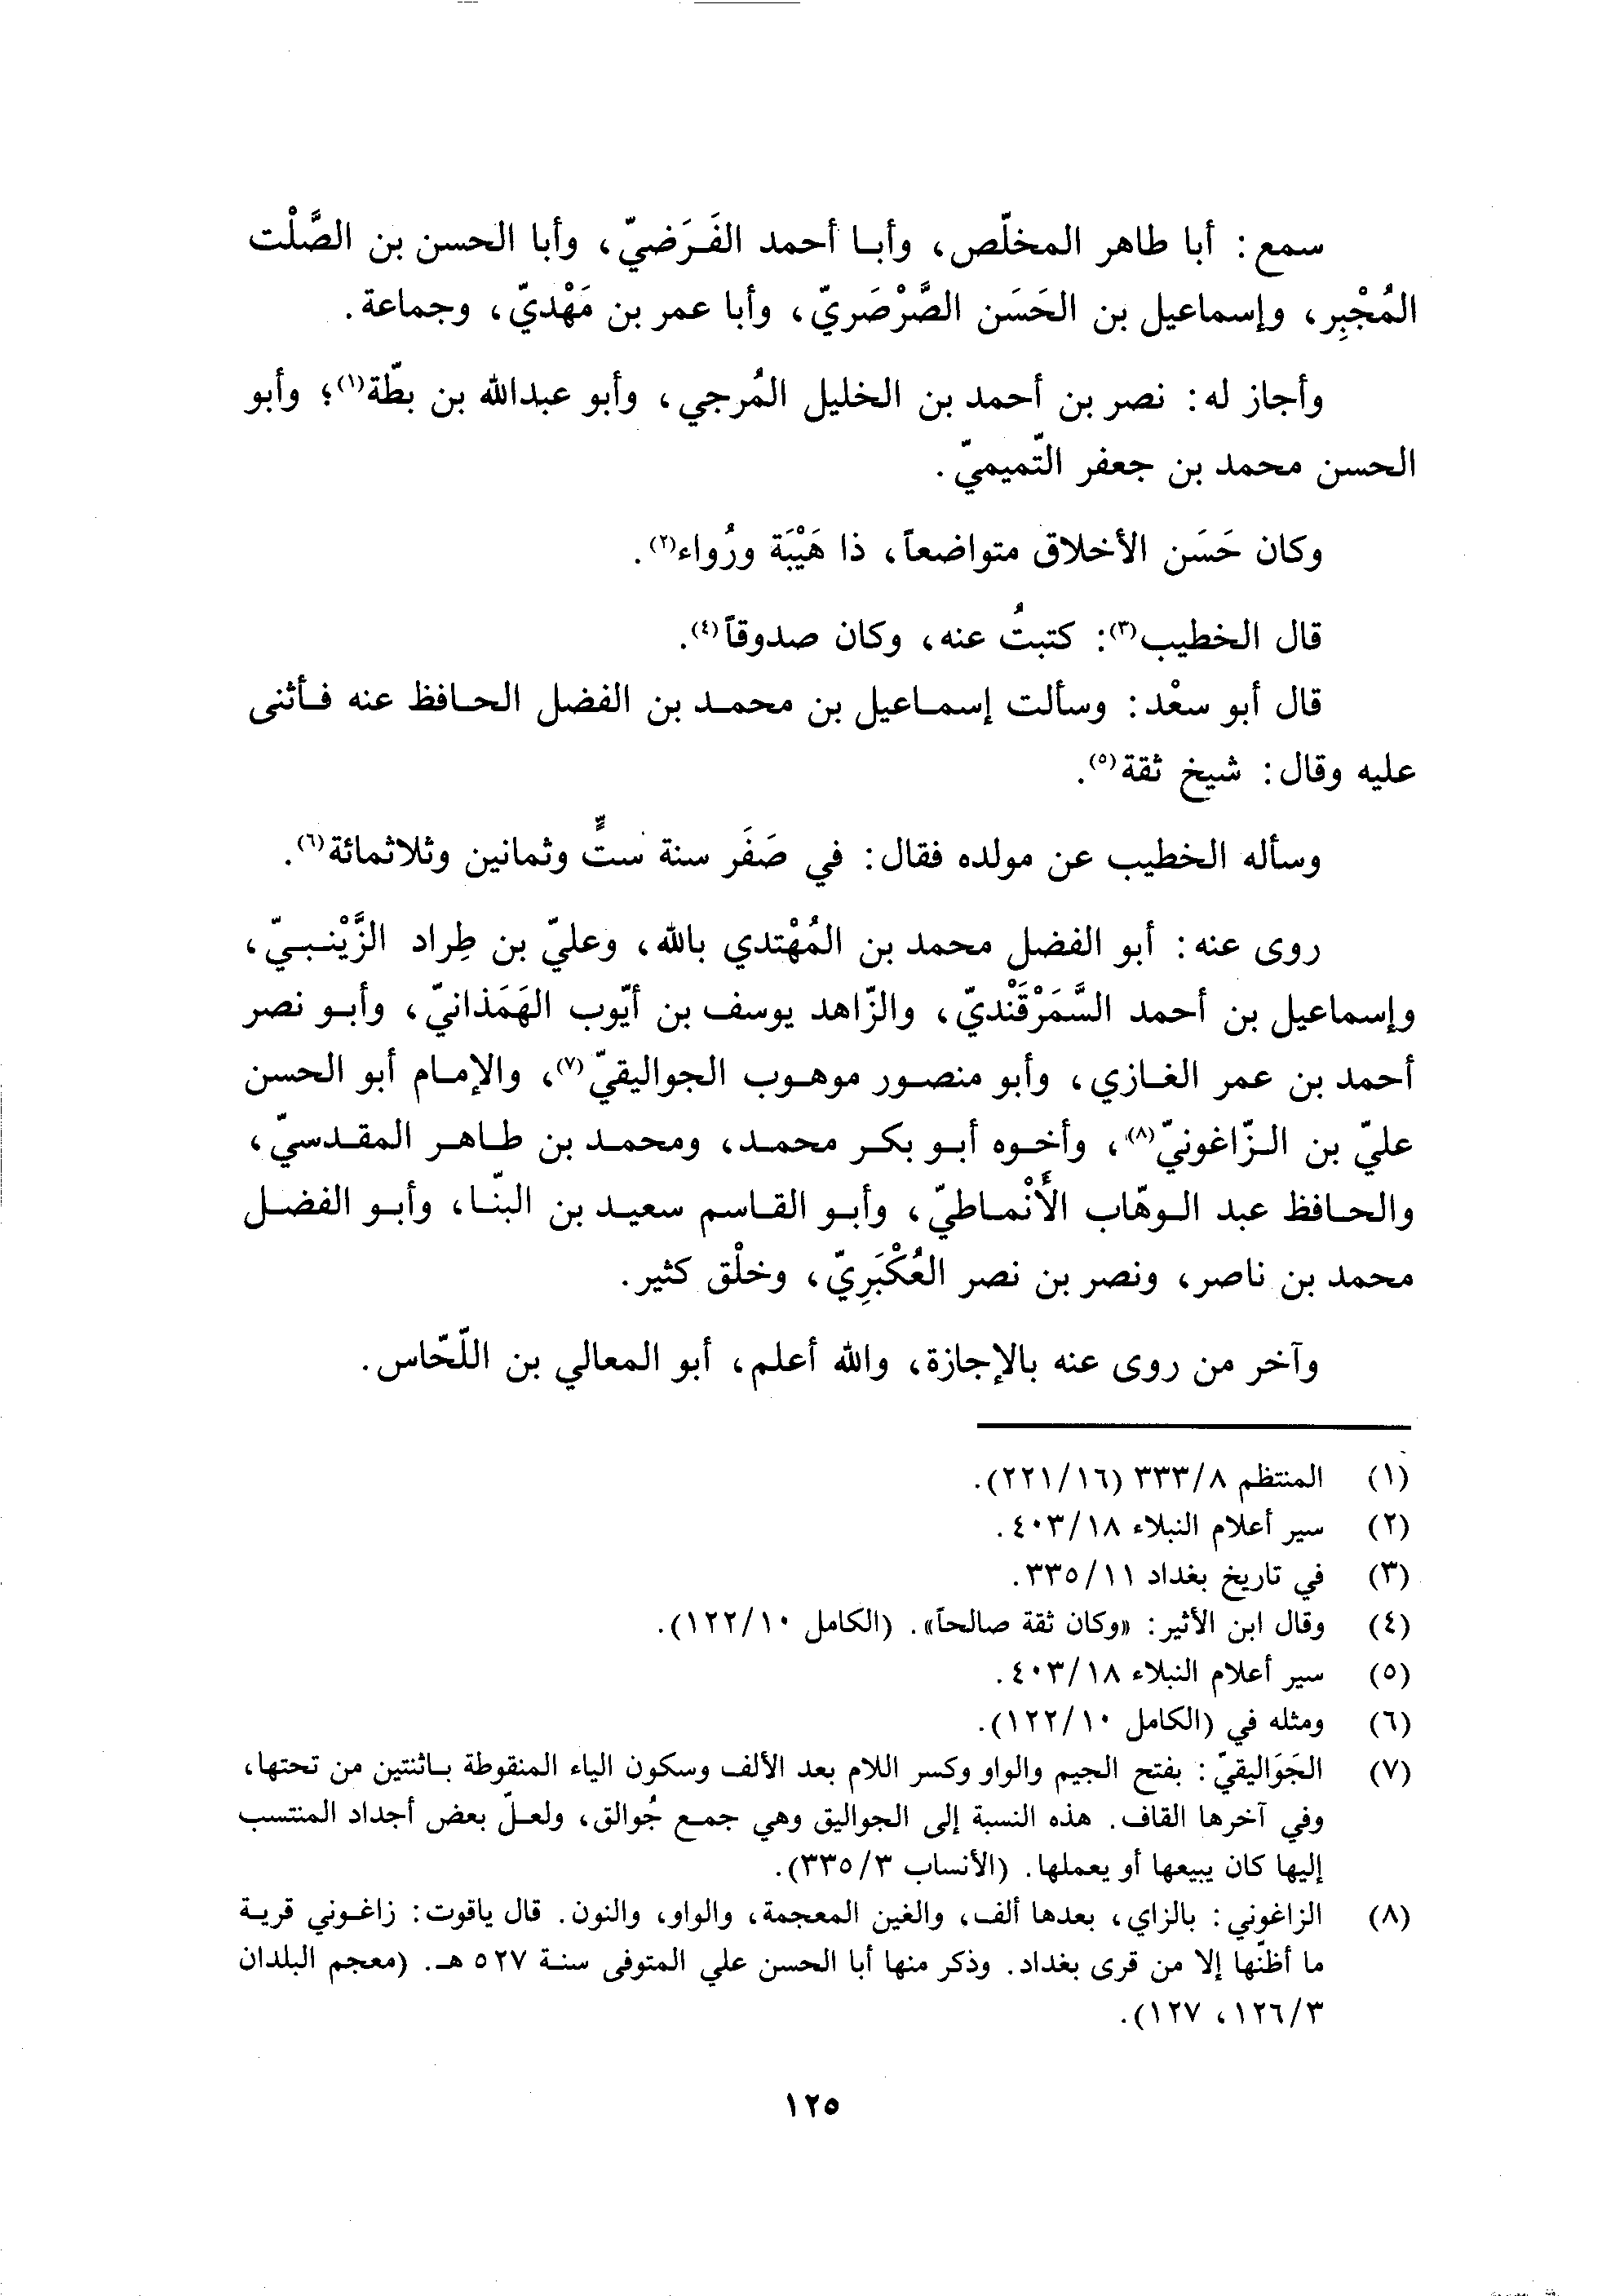 سمع: أبا طاهر المخلّص، وأبا أحمد الفَرَضيّ، وأبا الحسن بن الصَّلْت
المُجْبِر، وإسماعيل بن الحَسَن الصَّرْصَريّ، وأبا عمر بن مَهْديّ، وجماعة.
وأجاز له: نصر بن أحمد بن الخليل المُرجي، وأبو عبدالله بن بطّة(١)؛ وأبو
الحسن محمد بن جعفر التّميميّ.
وكان حَسَن الأخلاق متواضعاً، ذا هَيْبَة ورُواء(٢).
قال الخطيب(٣): كتبتُ عنه، وكان صدوقاً(٤).
قال أبو سعْد: وسألت إسماعيل بن محمد بن الفضل الحافظ عنه فأثنى
عليه وقال: شيخ ثقة(٥).
وسأله الخطيب عن مولده فقال: في صَفَر سنة ستٍّ وثمانين وثلاثمائة(٦).
روى عنه: أبو الفضل محمد بن المُهْتدي بالله، وعليّ بن طِراد الزَّيْنبيّ،
وإسماعيل بن أحمد السَّمَرْقَنْديّ، والزّاهد يوسف بن أيّوب الهَمَذانيّ، وأبو نصر
أحمد بن عمر الغازي، وأبو منصور موهوب الجواليقيّ(٧)، والإمام أبو الحسن
عليّ بن الزّاغونيّ(٨)، وأخوه أبو بكر محمد، ومحمد بن طاهر المقدسيّ،
والحافظ عبد الوهّاب الأَنْماطيّ، وأبو القاسم سعيد بن البنّا، وأبو الفضل
محمد بن ناصر، ونصر بن نصر العُكْبَرِيّ، وخلْق كثير.
وآخر من روى عنه بالإجازة، والله أعلم، أبو المعالي بن اللّحّاس.
(١) المنتظم ٣٣٣/٨ (٢٢١/١٦).
(٢) سير أعلام النبلاء ٤٠٣/١٨.
(٣) في تاريخ بغداد ٣٣٥/١١.
(٤) وقال ابن الأثير: «وكان ثقة صالحاً». (الكامل ١٢٢/١٠).
(٥) سير أعلام النبلاء ٤٠٣/١٨.
(٦) ومثله في (الكامل ١٢٢/١٠).
(٧) الجَوَاليقيّ: بفتح الجيم والواو وكسر اللام بعد الألف وسكون الياء المنقوطة باثنتين من تحتها،
وفي آخرها القاف. هذه النسبة إلى الجواليق وهي جمع جُوالق، ولعلّ بعض أجداد المنتسب
إليها كان يبيعها أو يعملها. (الأنساب ٣٣٥/٣).
(٨) الزاغوني: بالزاي، بعدها ألف، والغين المعجمة، والواو، والنون. قال ياقوت: زاغوني قرية
ما أظنّها إلا من قرى بغداد. وذكر منها أبا الحسن علي المتوفى سنة ٥٢٧ هـ. (معجم البلدان
١٢٦/٣، ١٢٧).
١٢٥